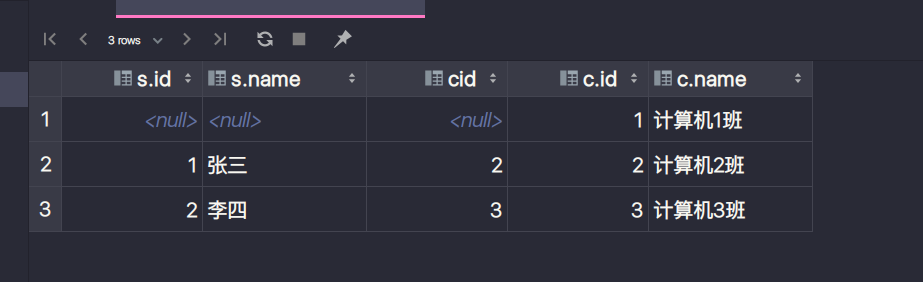 3 rows
s.id s.name cid c.id c.name
1 <null> <null> <null> 1 计算机1班
2 1 张三 2 2 计算机2班
3 2 李四 3 3 计算机3班